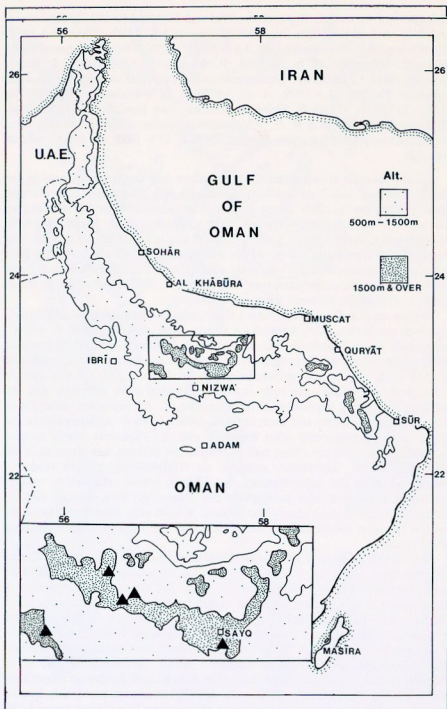 56 58
26 26
IRAN
U.A.E.
Alt.
GULF
OF
OMAN
500m – 1500m
SOHĀR
24 24
AL KHĀBŪRA
1500m & OVER
MUSCAT
QURYĀT
IBRĪ
NIZWA
SŪR
ADAM
22 22
OMAN
56 58
SAYQ
MAṢĪRA